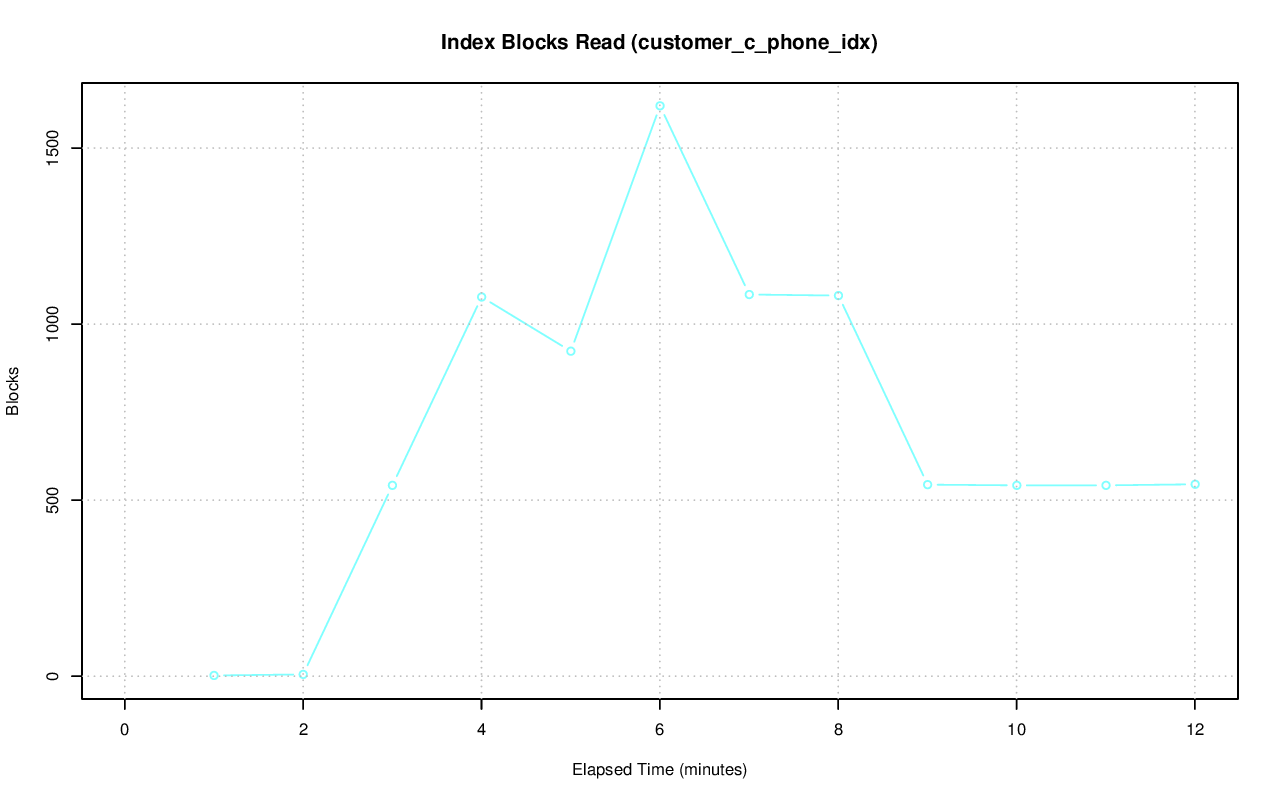 Index Blocks Read (customer_c_phone_idx)
Blocks
1500
1000
500
0
0 2 4 6 8 10 12
Elapsed Time (minutes)